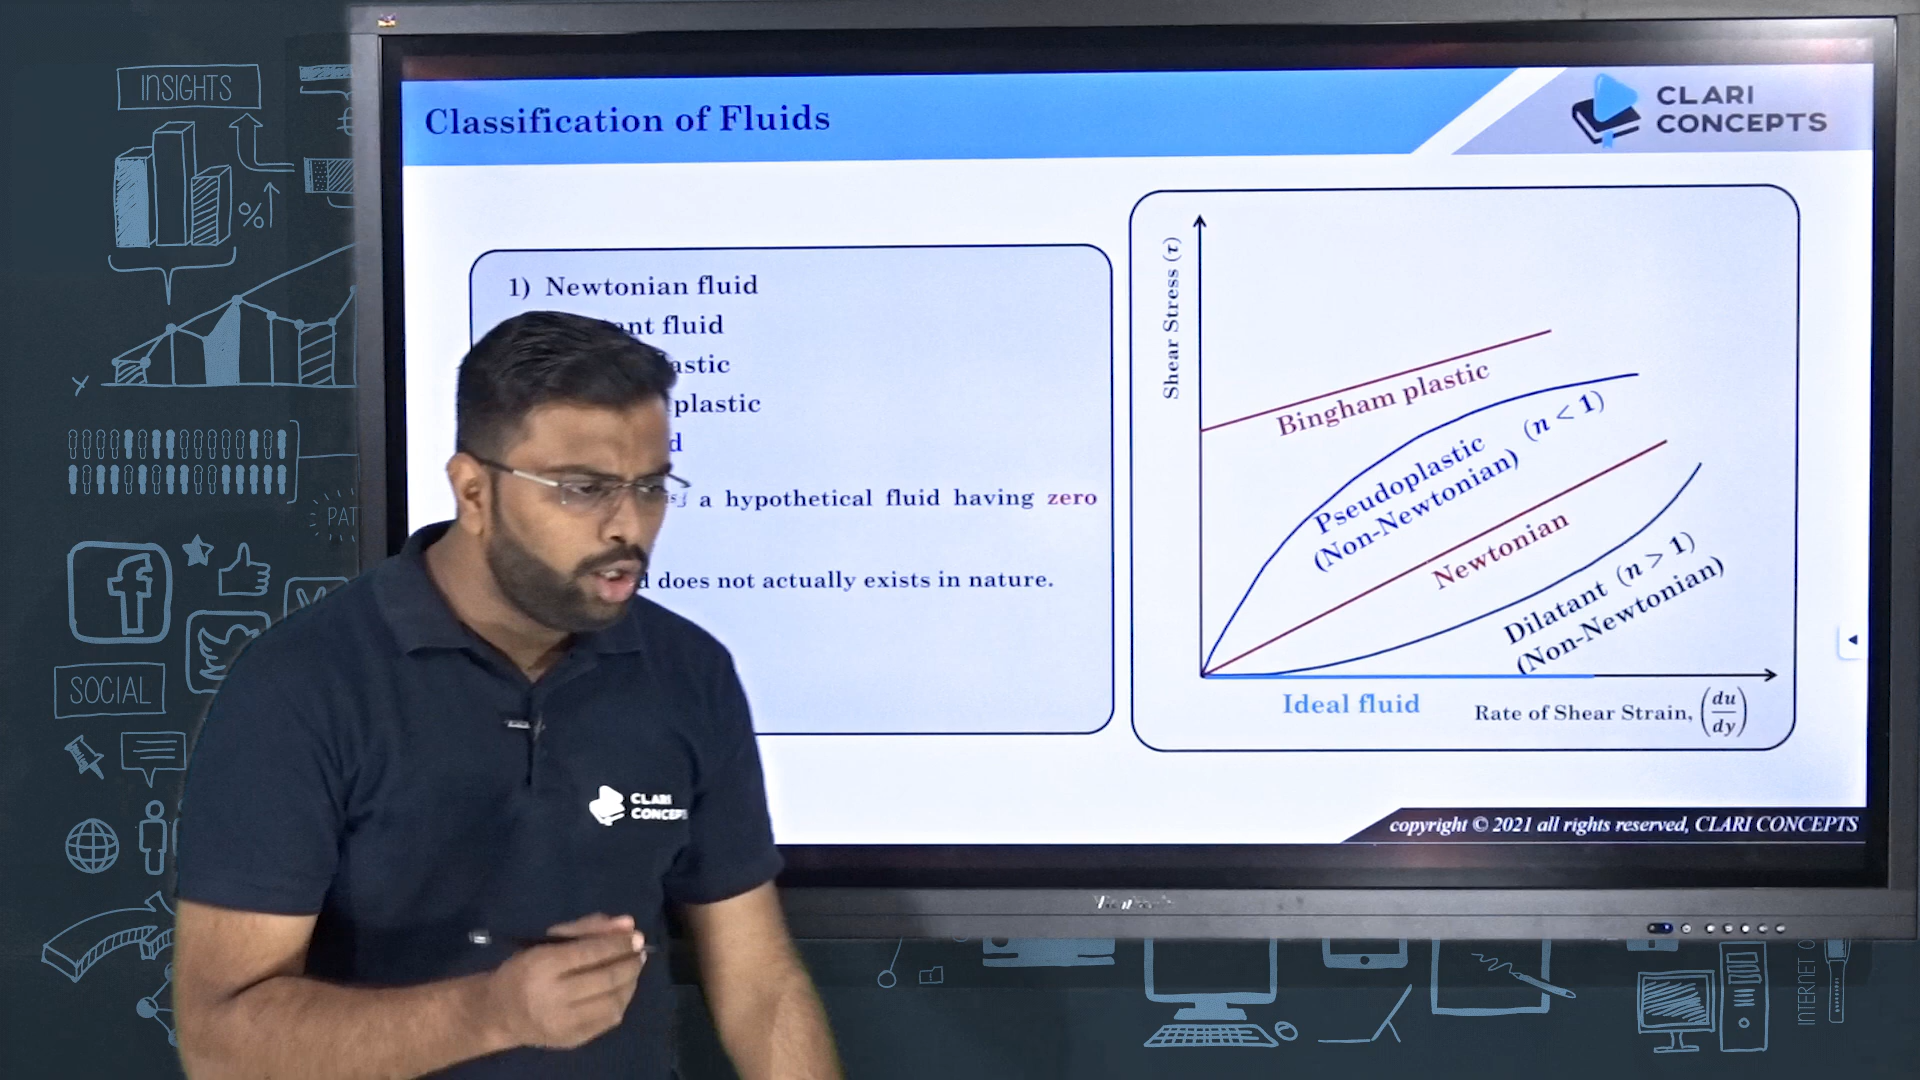 INSIGHTS
%
PAT
SOCIAL
INTERNET O
Classification of Fluids
CLARI
CONCEPTS
1) Newtonian fluid
nt fluid
astic
plastic
d
a hypothetical fluid having zero
d does not actually exists in nature.
Shear Stress (τ)
Bingham plastic
Pseudoplastic (n < 1)
(Non-Newtonian)
Newtonian
Dilatant (n > 1)
(Non-Newtonian)
Ideal fluid
Rate of Shear Strain, (du/dy)
copyright © 2021 all rights reserved, CLARI CONCEPTS
CLARI
CONCEPTS